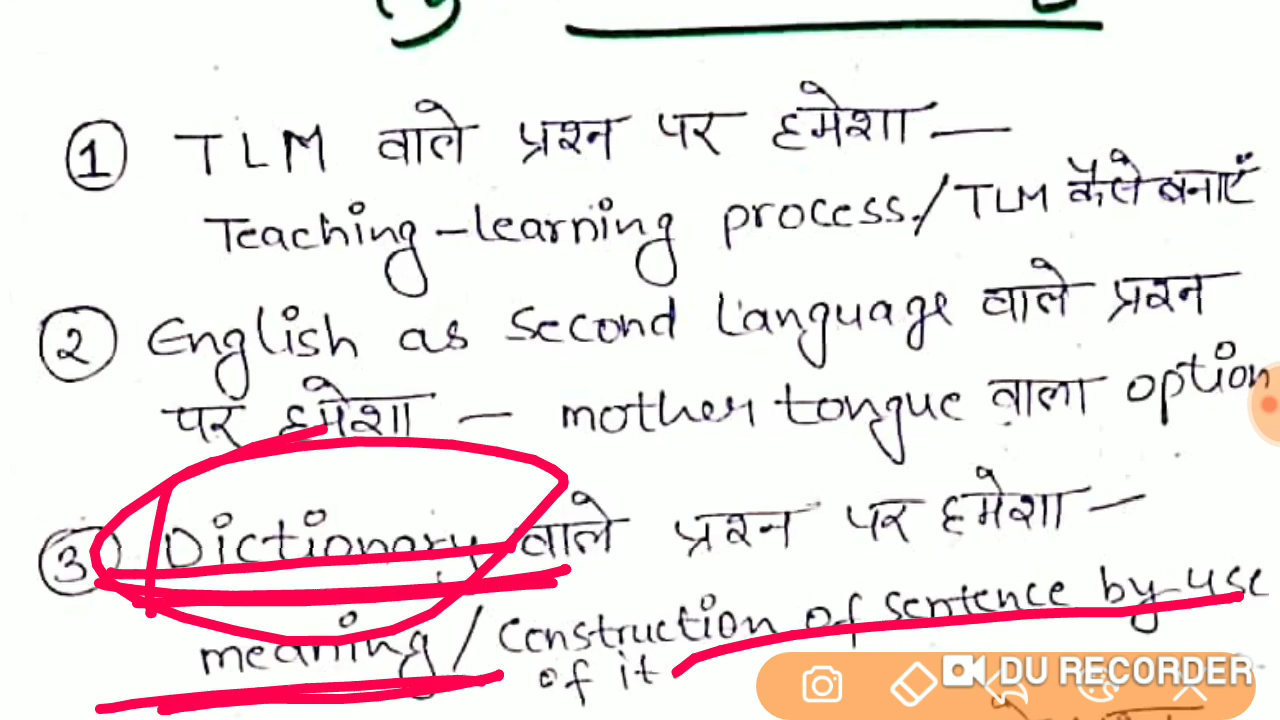 ① TLM वाले प्रश्न पर हमेशा —
Teaching-learning process./TLM कैसे बनाएँ
② English as second Language वाले प्रश्न
पर हमेशा — mother tongue वाला option
③ Dictionary वाले प्रश्न पर हमेशा —
meaning / construction of sentence by use
of it
DU RECORDER